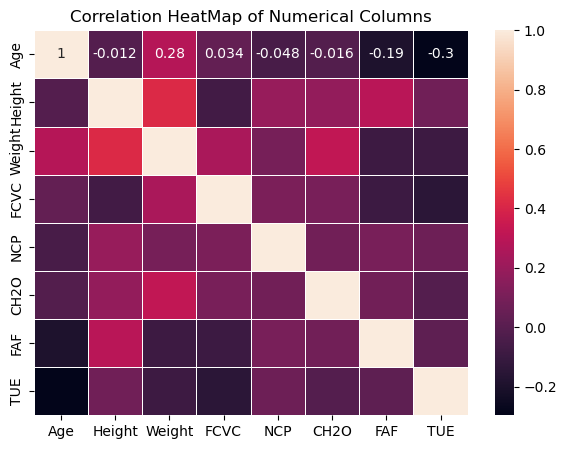 Correlation HeatMap of Numerical Columns
Age 1 -0.012 0.28 0.034 -0.048 -0.016 -0.19 -0.3
Height
Weight
FCVC
NCP
CH2O
FAF
TUE
Age Height Weight FCVC NCP CH2O FAF TUE
1.0
0.8
0.6
0.4
0.2
0.0
−0.2